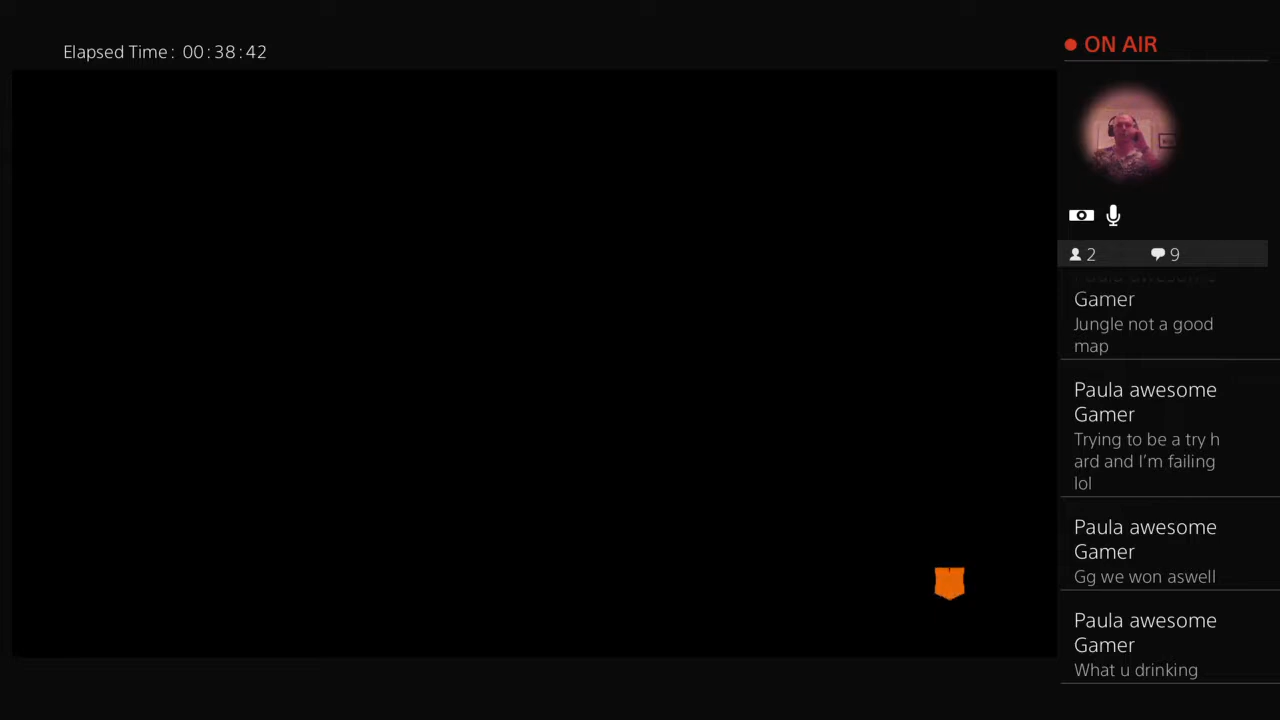 Elapsed Time: 00:38:42
ON AIR
2 9
Gamer
Jungle not a good
map
Paula awesome
Gamer
Trying to be a try h
ard and I'm failing
lol
Paula awesome
Gamer
Gg we won aswell
Paula awesome
Gamer
What u drinking